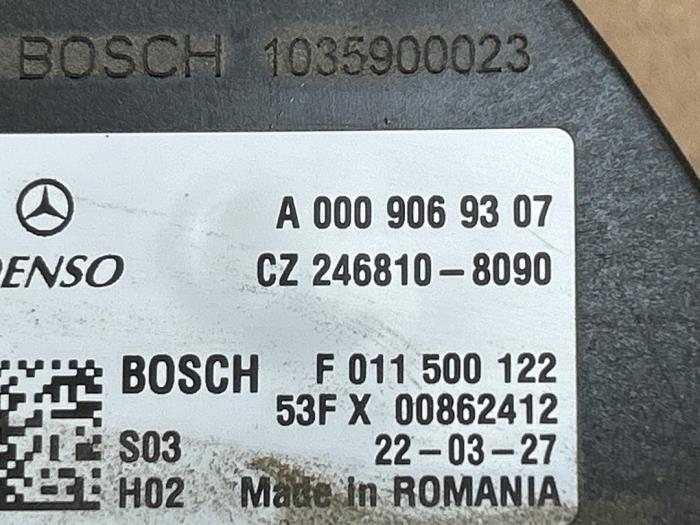 BOSCH 1035900023
A 000 906 93 07
DENSO CZ 246810-8090
BOSCH F 011 500 122
53F X 00862412
S03 22-03-27
H02 Made in ROMANIA